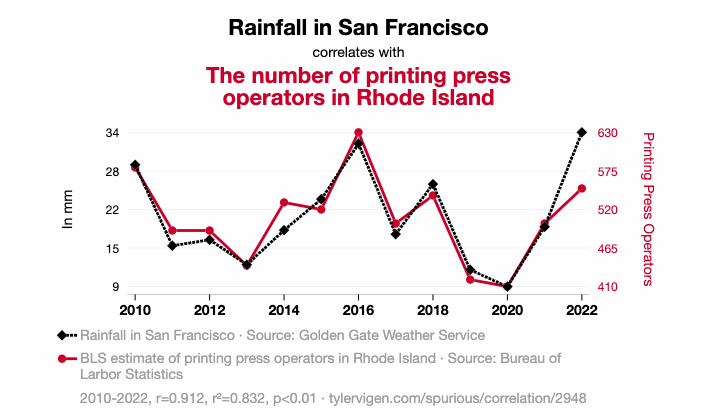 Rainfall in San Francisco
correlates with
The number of printing press
operators in Rhode Island
34
28
22
15
9
In mm
630
575
520
465
410
Printing Press Operators
2010
2012
2014
2016
2018
2020
2022
Rainfall in San Francisco · Source: Golden Gate Weather Service
BLS estimate of printing press operators in Rhode Island · Source: Bureau of
Larbor Statistics
2010-2022, r=0.912, r²=0.832, p<0.01 · tylervigen.com/spurious/correlation/2948